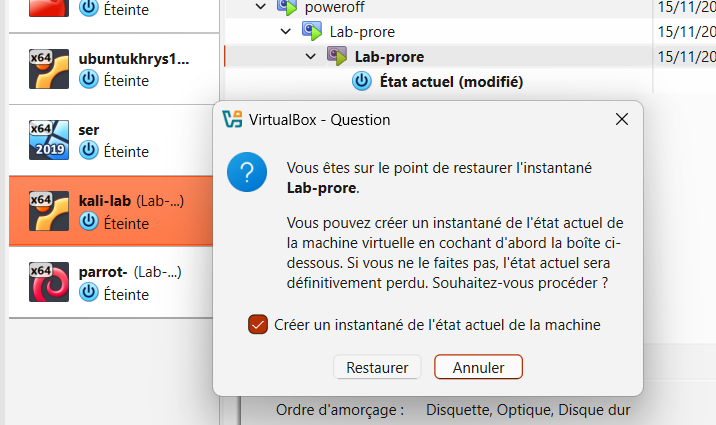 Éteinte
x64
ubuntukhrys1...
Éteinte
x64
2019
ser
Éteinte
x64
kali-lab (Lab-...)
Éteinte
x64
parrot- (Lab-...)
Éteinte
poweroff
15/11/20
Lab-prore
15/11/20
Lab-prore
15/11/20
État actuel (modifié)
VirtualBox - Question
Vous êtes sur le point de restaurer l'instantané
Lab-prore.
Vous pouvez créer un instantané de l'état actuel de
la machine virtuelle en cochant d'abord la boîte ci-
dessous. Si vous ne le faites pas, l'état actuel sera
définitivement perdu. Souhaitez-vous procéder ?
Créer un instantané de l'état actuel de la machine
Restaurer
Annuler
Ordre d'amorçage : Disquette, Optique, Disque dur